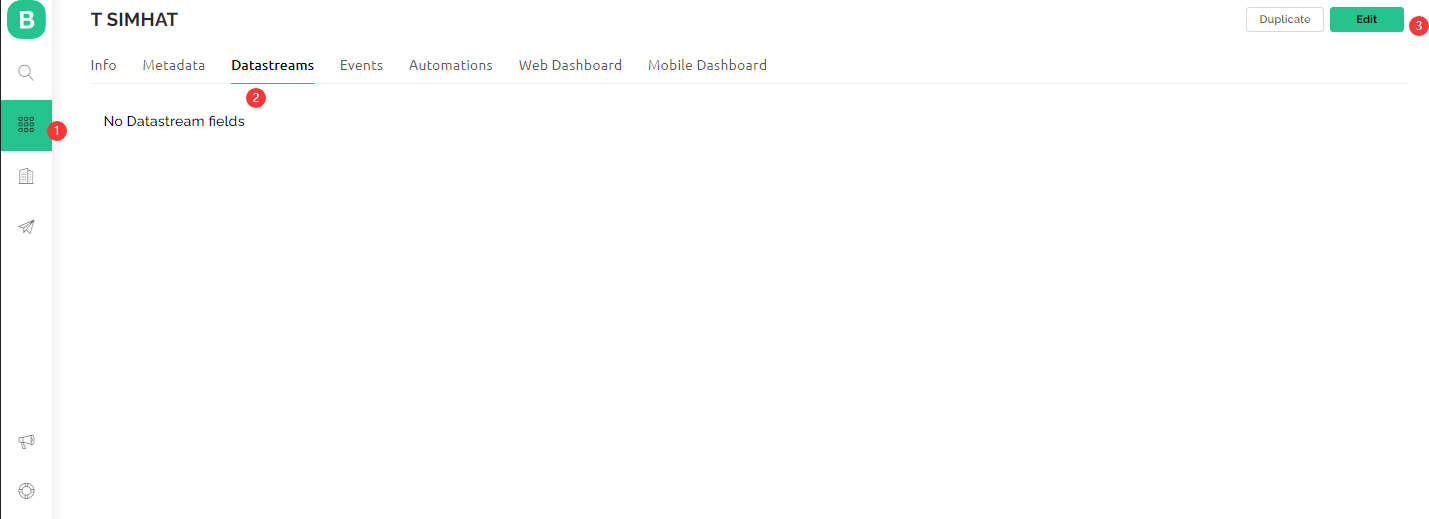 B
T SIMHAT
Duplicate
Edit
3
Info
Metadata
Datastreams
Events
Automations
Web Dashboard
Mobile Dashboard
2
No Datastream fields
1